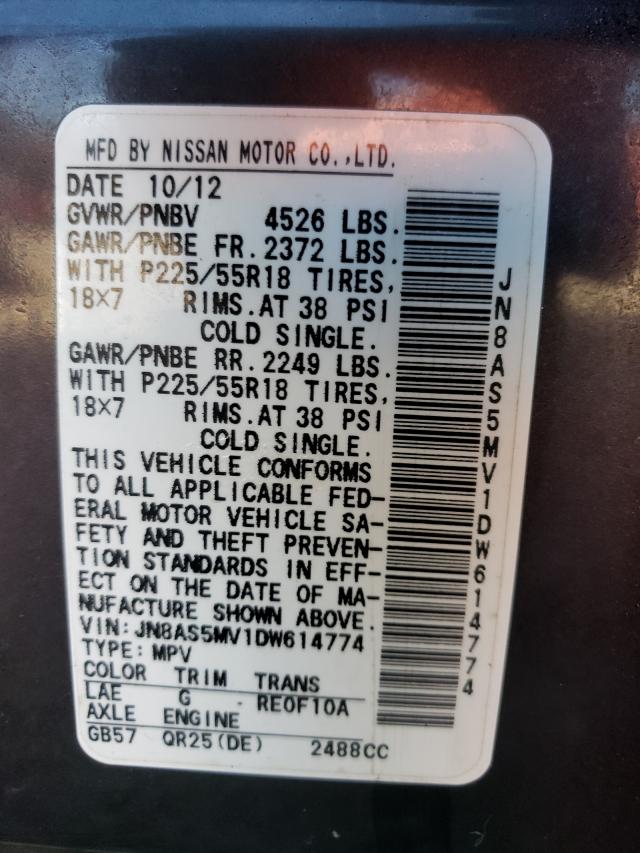 MFD BY NISSAN MOTOR CO.,LTD.
DATE 10/12
GVWR/PNBV 4526 LBS.
GAWR/PNBE FR. 2372 LBS.
WITH P225/55R18 TIRES,
18×7 RIMS. AT 38 PSI
COLD SINGLE.
GAWR/PNBE RR. 2249 LBS.
WITH P225/55R18 TIRES,
18×7 RIMS. AT 38 PSI
COLD SINGLE.
THIS VEHICLE CONFORMS
TO ALL APPLICABLE FED-
ERAL MOTOR VEHICLE SA-
FETY AND THEFT PREVEN-
TION STANDARDS IN EFF-
ECT ON THE DATE OF MA-
NUFACTURE SHOWN ABOVE.
VIN: JN8AS5MV1DW614774
TYPE: MPV
COLOR TRIM TRANS
LAE G RE0F10A
AXLE ENGINE
GB57 QR25(DE) 2488CC
JN8AS5MV1DW614774